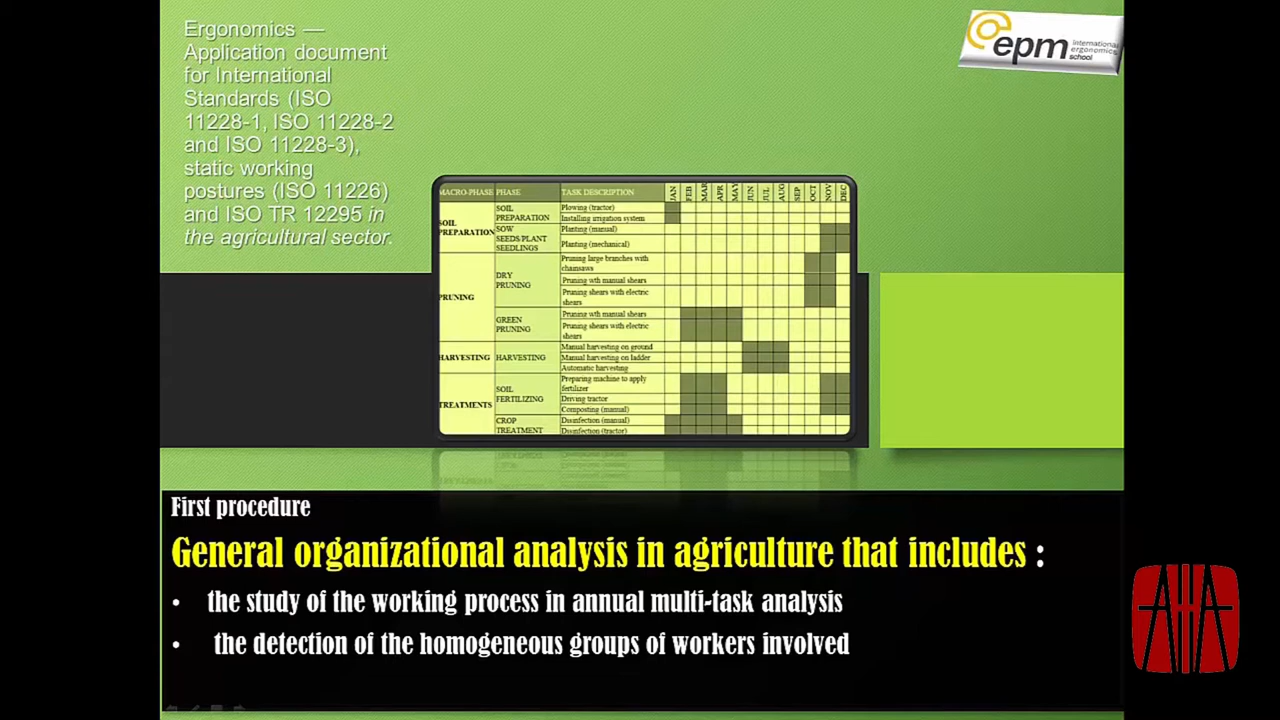 Ergonomics —
Application document
for International
Standards (ISO
11228-1, ISO 11228-2
and ISO 11228-3),
static working
postures (ISO 11226)
and ISO TR 12295 in
the agricultural sector.
epm international
ergonomics
school
MACRO-PHASE PHASE TASK DESCRIPTION JAN FEB MAR APR MAY JUN JUL AUG SEP OCT NOV DEC
SOIL
PREPARATION
SOIL
PREPARATION
Plowing (tractor)
Installing irrigation system
SOW
SEEDS/PLANT
SEEDLINGS
Planting (manual)
Planting (mechanical)
PRUNING
DRY
PRUNING
Pruning large branches with
chainsaws
Pruning wth manual shears
Pruning shears with electric
shears
GREEN
PRUNING
Pruning wth manual shears
Pruning shears with electric
shears
HARVESTING
HARVESTING
Manual harvesting on ground
Manual harvesting on ladder
Automatic harvesting
TREATMENTS
SOIL
FERTILIZING
Preparing machine to apply
fertilizer
Driving tractor
Composting (manual)
CROP
TREATMENT
Disinfection (manual)
Disinfection (tractor)
First procedure
General organizational analysis in agriculture that includes :
• the study of the working process in annual multi-task analysis
• the detection of the homogeneous groups of workers involved
AHA